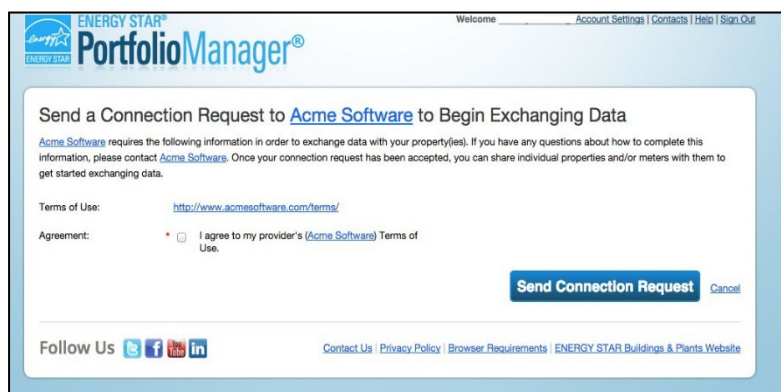 ENERGY STAR®
PortfolioManager®
energy
ENERGY STAR
Welcome Account Settings | Contacts | Help | Sign Out
Send a Connection Request to Acme Software to Begin Exchanging Data
Acme Software requires the following information in order to exchange data with your property(ies). If you have any questions about how to complete this
information, please contact Acme Software. Once your connection request has been accepted, you can share individual properties and/or meters with them to
get started exchanging data.
Terms of Use: http://www.acmesoftware.com/terms/
Agreement: * I agree to my provider's (Acme Software) Terms of
Use.
Send Connection Request Cancel
Follow Us You Tube in Contact Us | Privacy Policy | Browser Requirements | ENERGY STAR Buildings & Plants Website